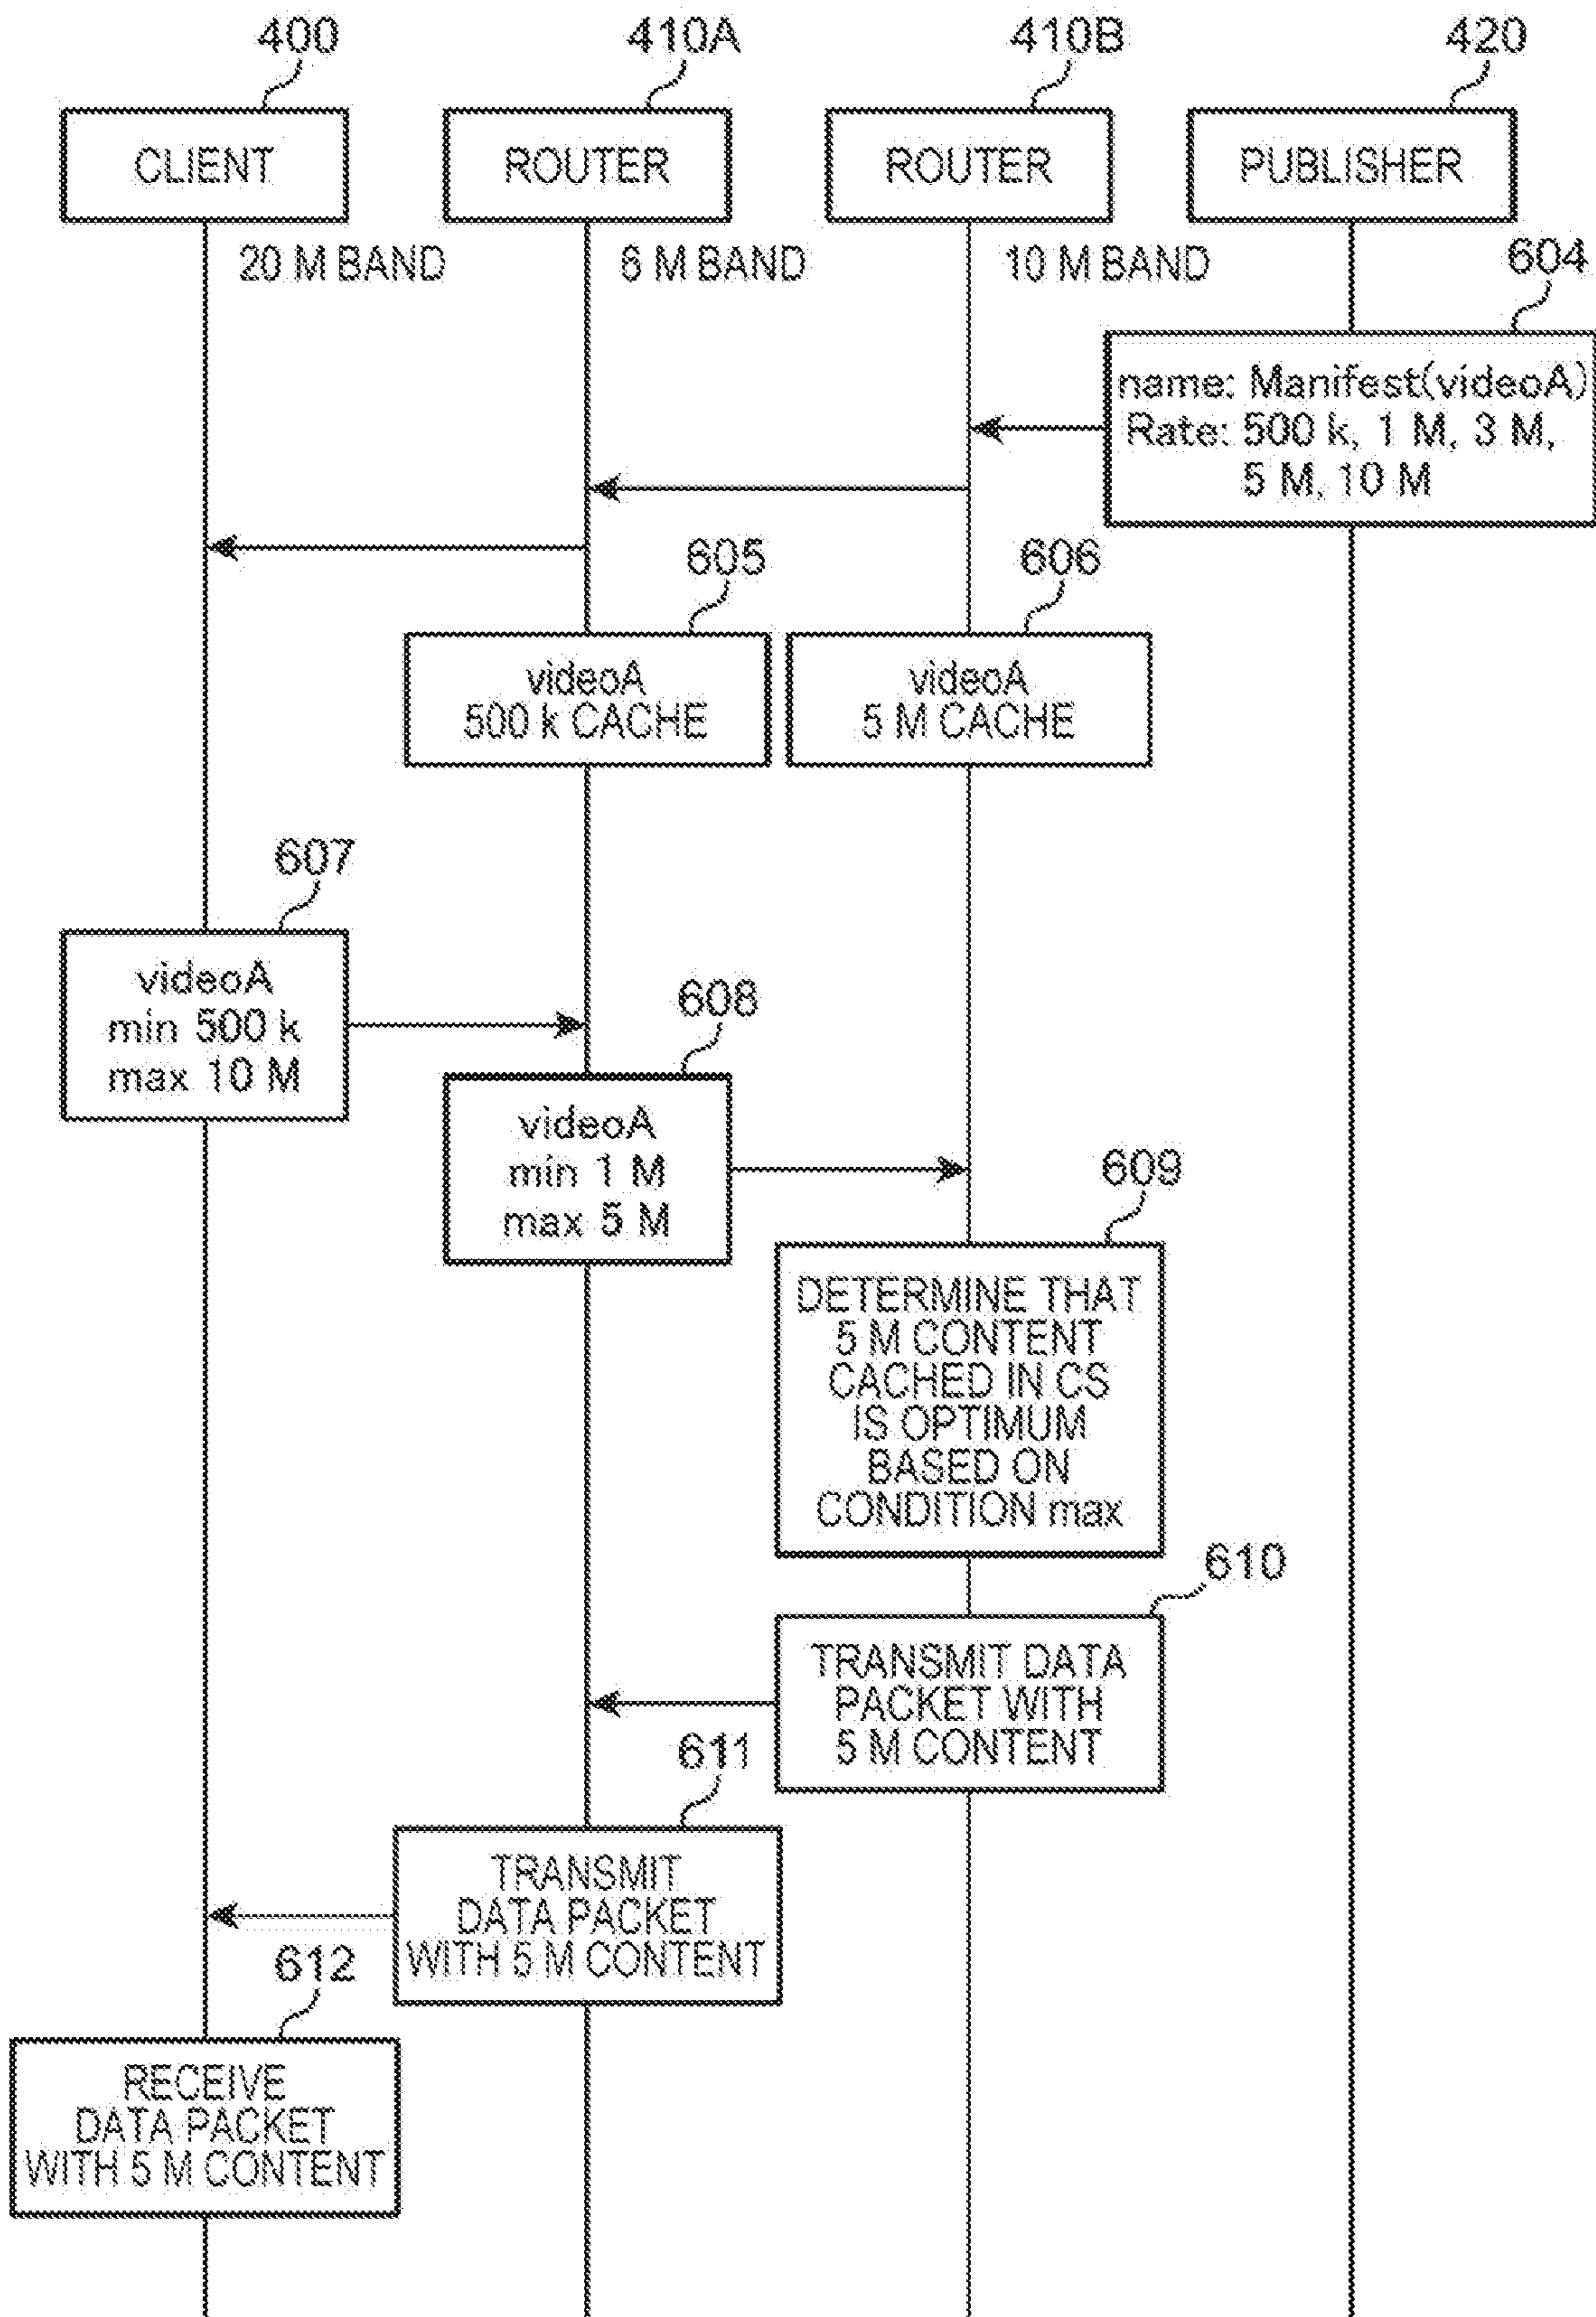 400
410A
410B
420
CLIENT
ROUTER
ROUTER
PUBLISHER
20 M BAND
6 M BAND
10 M BAND
604
name: Manifest(videoA)
Rate: 500 k, 1 M, 3 M,
5 M, 10 M
605
606
videoA
500 k CACHE
videoA
5 M CACHE
607
videoA
min 500 k
max 10 M
608
videoA
min 1 M
max 5 M
609
DETERMINE THAT
5 M CONTENT
CACHED IN CS
IS OPTIMUM
BASED ON
CONDITION max
610
TRANSMIT DATA
PACKET WITH
5 M CONTENT
611
TRANSMIT
DATA PACKET
WITH 5 M CONTENT
612
RECEIVE
DATA PACKET
WITH 5 M CONTENT